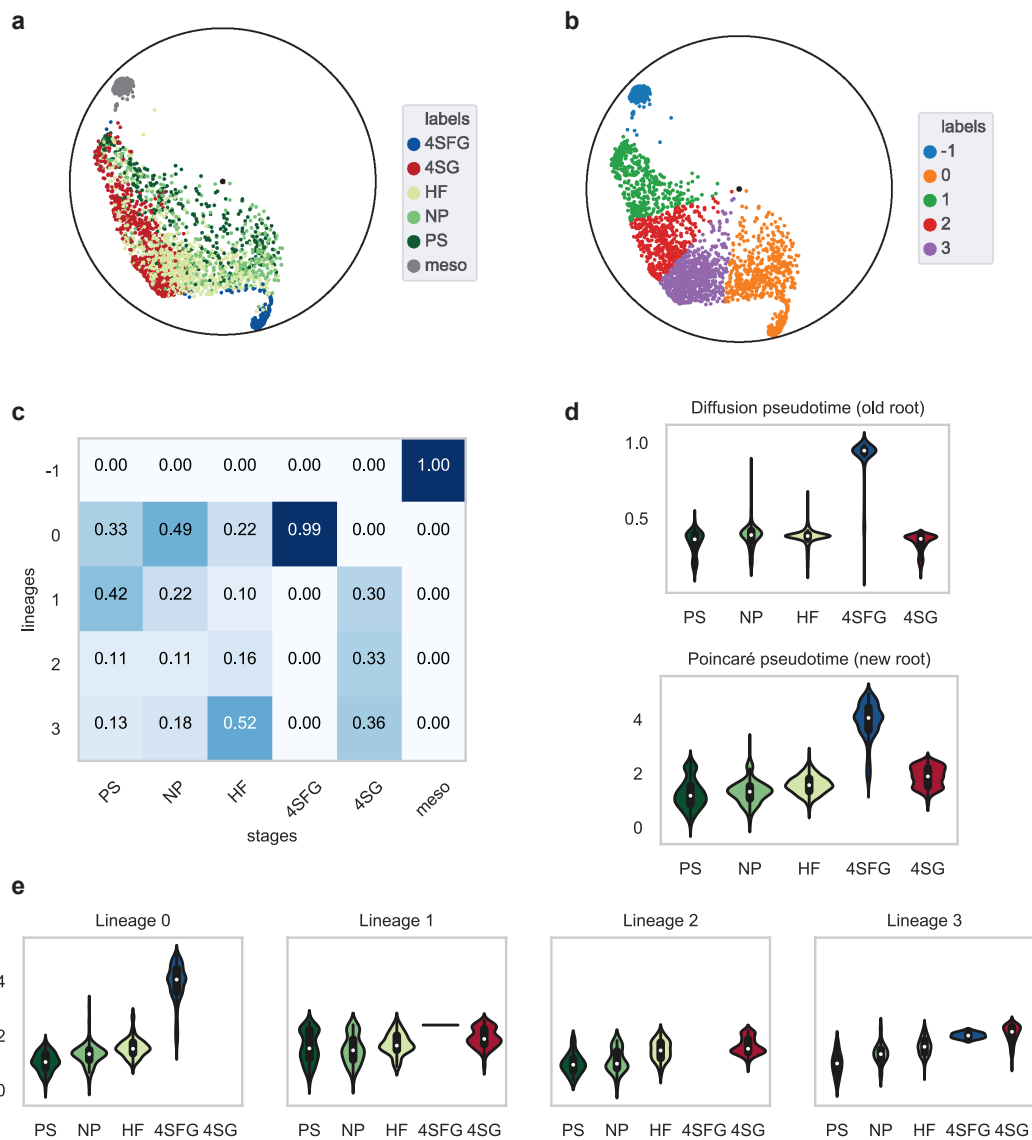 a
labels
4SFG
4SG
HF
NP
PS
meso
b
labels
-1
0
1
2
3
c
lineages
-1 0.00 0.00 0.00 0.00 0.00 1.00
0 0.33 0.49 0.22 0.99 0.00 0.00
1 0.42 0.22 0.10 0.00 0.30 0.00
2 0.11 0.11 0.16 0.00 0.33 0.00
3 0.13 0.18 0.52 0.00 0.36 0.00
PS NP HF 4SFG 4SG meso
stages
d
Diffusion pseudotime (old root)
1.0
0.5
PS NP HF 4SFG 4SG
Poincaré pseudotime (new root)
4
2
0
PS NP HF 4SFG 4SG
e
Lineage 0
4
2
0
PS NP HF 4SFG 4SG
Lineage 1
PS NP HF 4SFG 4SG
Lineage 2
PS NP HF 4SFG 4SG
Lineage 3
PS NP HF 4SFG 4SG